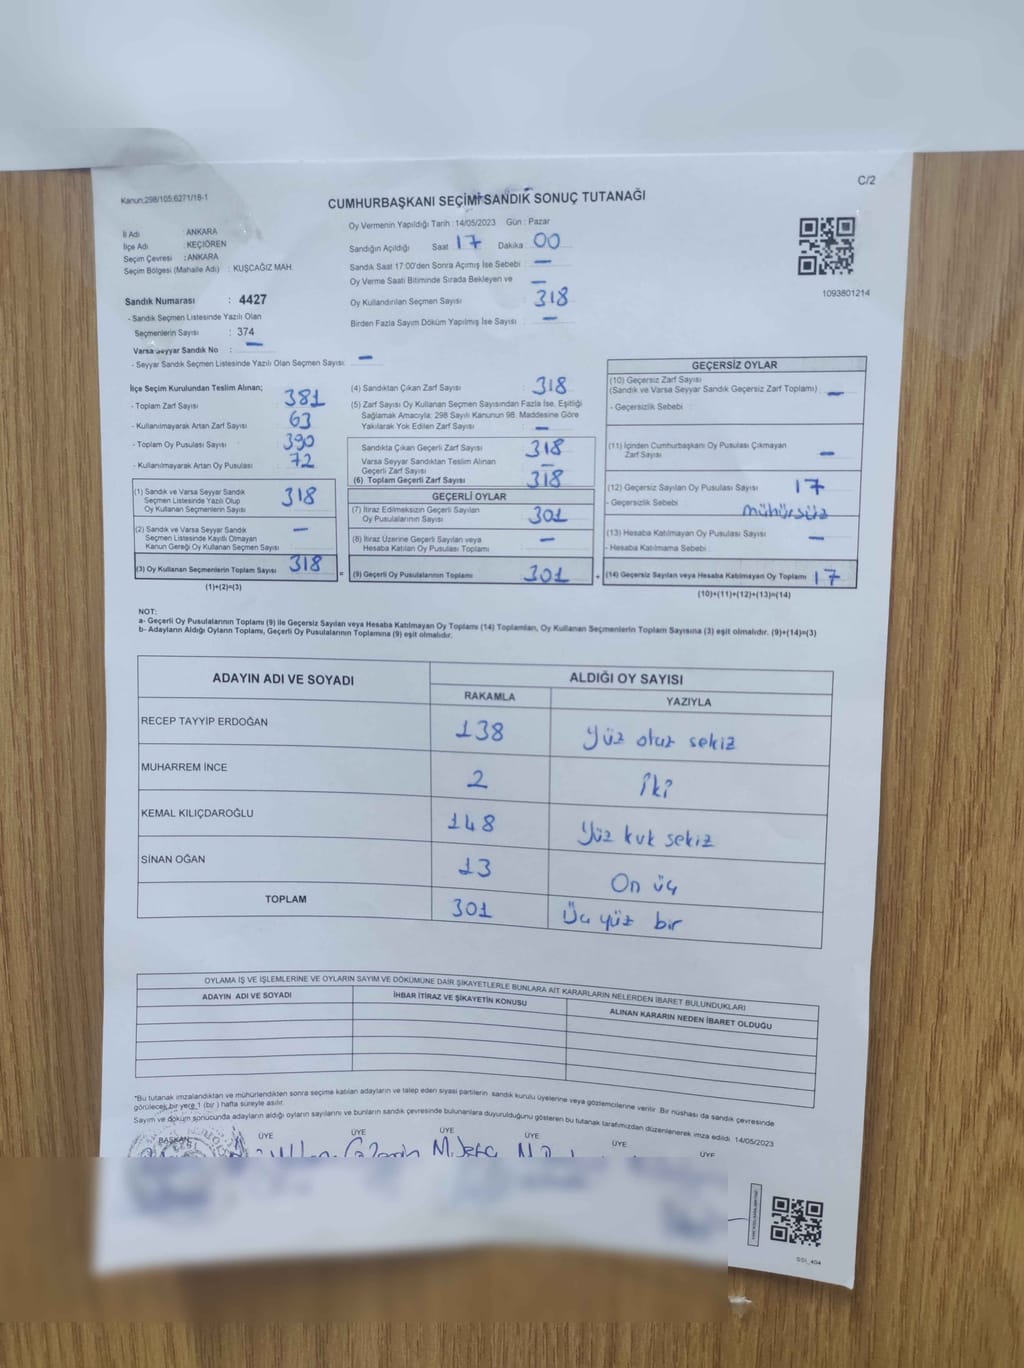 C/2
Kanun:298/105;6271/18-1
CUMHURBAŞKANI SEÇİMİ SANDIK SONUÇ TUTANAĞI
İl Adı ANKARA
İlçe Adı : KEÇİÖREN
Seçim Çevresi : ANKARA
Seçim Bölgesi (Mahalle Adı) : KUŞCAĞIZ MAH.
Sandık Numarası : 4427
- Sandık Seçmen Listesinde Yazılı Olan
Seçmenlerin Sayısı : 374
Varsa Seyyar Sandık No : —
- Seyyar Sandık Seçmen Listesinde Yazılı Olan Seçmen Sayısı: —
Oy Vermenin Yapıldığı Tarih : 14/05/2023 Gün : Pazar
Sandığın Açıldığı Saat 17 Dakika 00
Sandık Saat 17:00'den Sonra Açımış İse Sebebi : —
Oy Verme Saati Bitiminde Sırada Bekleyen ve —
Oy Kullandırılan Seçmen Sayısı 318
Birden Fazla Sayım Döküm Yapılmış İse Sayısı : —
1093801214
İlçe Seçim Kurulundan Teslim Alınan;
- Toplam Zarf Sayısı 381
- Kullanılmayarak Artan Zarf Sayısı 63
- Toplam Oy Pusulası Sayısı 390
- Kullanılmayarak Artan Oy Pusulası 72
(1) Sandık ve Varsa Seyyar Sandık
Seçmen Listesinde Yazılı Olup
Oy Kullanan Seçmenlerin Sayısı 318
(2) Sandık ve Varsa Seyyar Sandık
Seçmen Listesinde Kayıtlı Olmayan
Kanun Gereği Oy Kullanan Seçmen Sayısı —
(3) Oy Kullanan Seçmenlerin Toplam Sayısı 318
(1)+(2)=(3)
(4) Sandıktan Çıkan Zarf Sayısı 318
(5) Zarf Sayısı Oy Kullanan Seçmen Sayısından Fazla İse, Eşitliği
Sağlamak Amacıyla; 298 Sayılı Kanunun 98. Maddesine Göre
Yakılarak Yok Edilen Zarf Sayısı : —
Sandıkta Çıkan Geçerli Zarf Sayısı 318
Varsa Seyyar Sandıktan Teslim Alınan
Geçerli Zarf Sayısı —
(6) Toplam Geçerli Zarf Sayısı 318
GEÇERLİ OYLAR
(7) İtiraz Edilmeksizin Geçerli Sayılan
Oy Pusulalarının Sayısı 301
(8) İtiraz Üzerine Geçerli Sayılan veya
Hesaba Katılan Oy Pusulası Toplamı —
= (9) Geçerli Oy Pusulalarının Toplamı 301
GEÇERSİZ OYLAR
(10) Geçersiz Zarf Sayısı
(Sandık ve Varsa Seyyar Sandık Geçersiz Zarf Toplamı) —
- Geçersizlik Sebebi :
(11) İçinden Cumhurbaşkanı Oy Pusulası Çıkmayan
Zarf Sayısı —
(12) Geçersiz Sayılan Oy Pusulası Sayısı 17
- Geçersizlik Sebebi : mühürsüz
(13) Hesaba Katılmayan Oy Pusulası Sayısı —
- Hesaba Katılmama Sebebi :
+ (14) Geçersiz Sayılan veya Hesaba Katılmayan Oy Toplamı 17
(10)+(11)+(12)+(13)=(14)
NOT:
a- Geçerli Oy Pusulalarının Toplamı (9) ile Geçersiz Sayılan veya Hesaba Katılmayan Oy Toplamı (14) Toplamları, Oy Kullanan Seçmenlerin Toplam Sayısına (3) eşit olmalıdır. (9)+(14)=(3)
b- Adayların Aldığı Oyların Toplamı, Geçerli Oy Pusulalarının Toplamına (9) eşit olmalıdır.
ADAYIN ADI VE SOYADI ALDIĞI OY SAYISI
RAKAMLA YAZIYLA
RECEP TAYYİP ERDOĞAN 138 Yüz otuz sekiz
MUHARREM İNCE 2 İki
KEMAL KILIÇDAROĞLU 148 Yüz kırk sekiz
SİNAN OĞAN 13 On üç
TOPLAM 301 Üç yüz bir
OYLAMA İŞ VE İŞLEMLERİNE VE OYLARIN SAYIM VE DÖKÜMÜNE DAİR ŞİKAYETLERLE BUNLARA AİT KARARLARIN NELERDEN İBARET BULUNDUKLARI
ADAYIN ADI VE SOYADI İHBAR İTİRAZ VE ŞİKAYETİN KONUSU ALINAN KARARIN NEDEN İBARET OLDUĞU
*Bu tutanak imzalandıktan ve mühürlendikten sonra seçime katılan adayların ve talep eden siyasi partilerin sandık kurulu üyelerine veya gözlemcilerine verilir. Bir nüshası da sandık çevresinde
görülecek bir yere 1 (bir) hafta süreyle asılır.
Sayım ve döküm sonucunda adayların aldığı oyların sayılarını ve bunların sandık çevresinde bulunanlara duyurulduğunu gösteren bu tutanak taraf​ımızdan düzenlenerek imza edildi. 14/05/2023
BAŞKAN ÜYE ÜYE ÜYE ÜYE ÜYE ÜYE